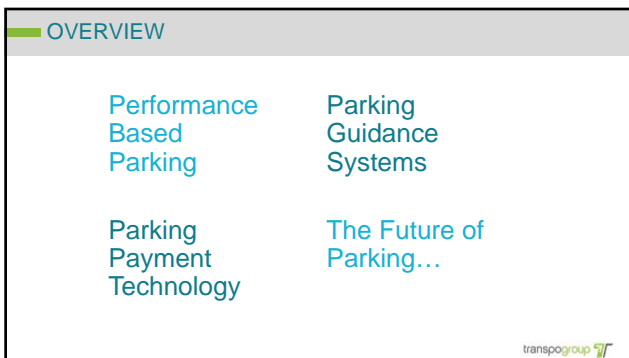 OVERVIEW
Performance
Based
Parking
Parking
Guidance
Systems
Parking
Payment
Technology
The Future of
Parking…
transpogroup